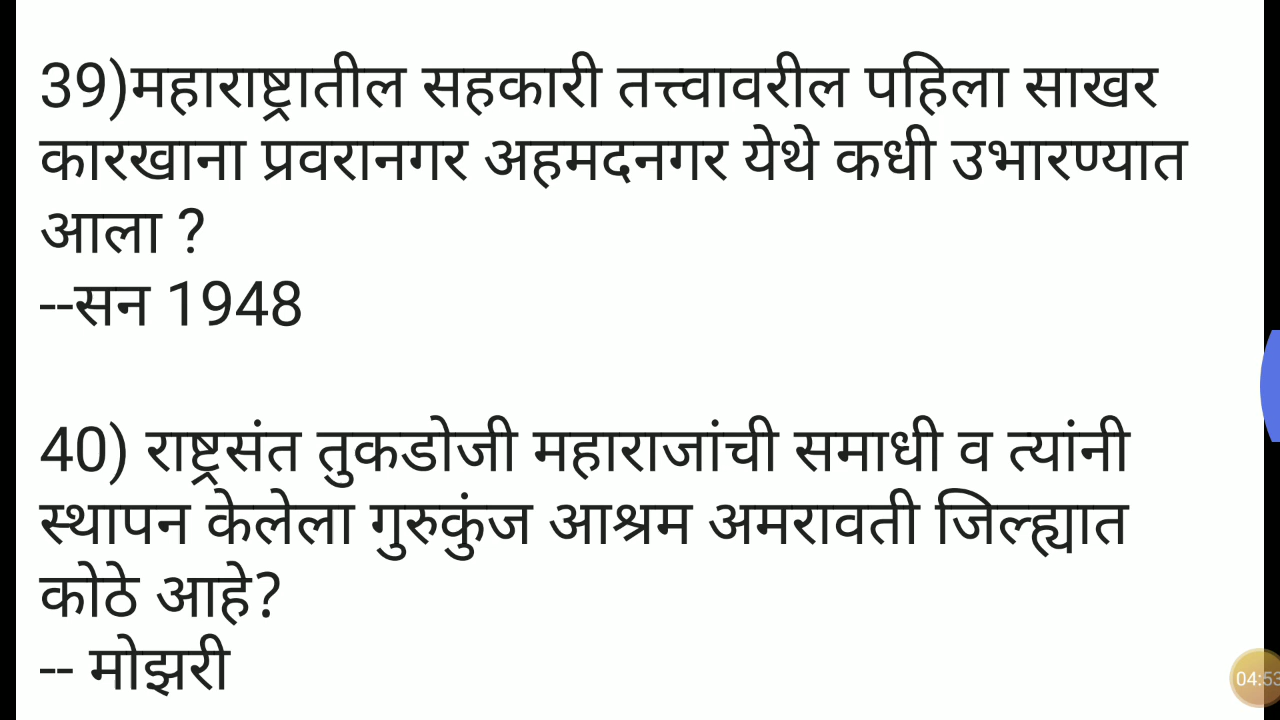 39)महाराष्ट्रातील सहकारी तत्त्वावरील पहिला साखर
कारखाना प्रवरानगर अहमदनगर येथे कधी उभारण्यात
आला ?
--सन 1948
40) राष्ट्रसंत तुकडोजी महाराजांची समाधी व त्यांनी
स्थापन केलेला गुरुकुंज आश्रम अमरावती जिल्ह्यात
कोठे आहे?
-- मोझरी
04:53